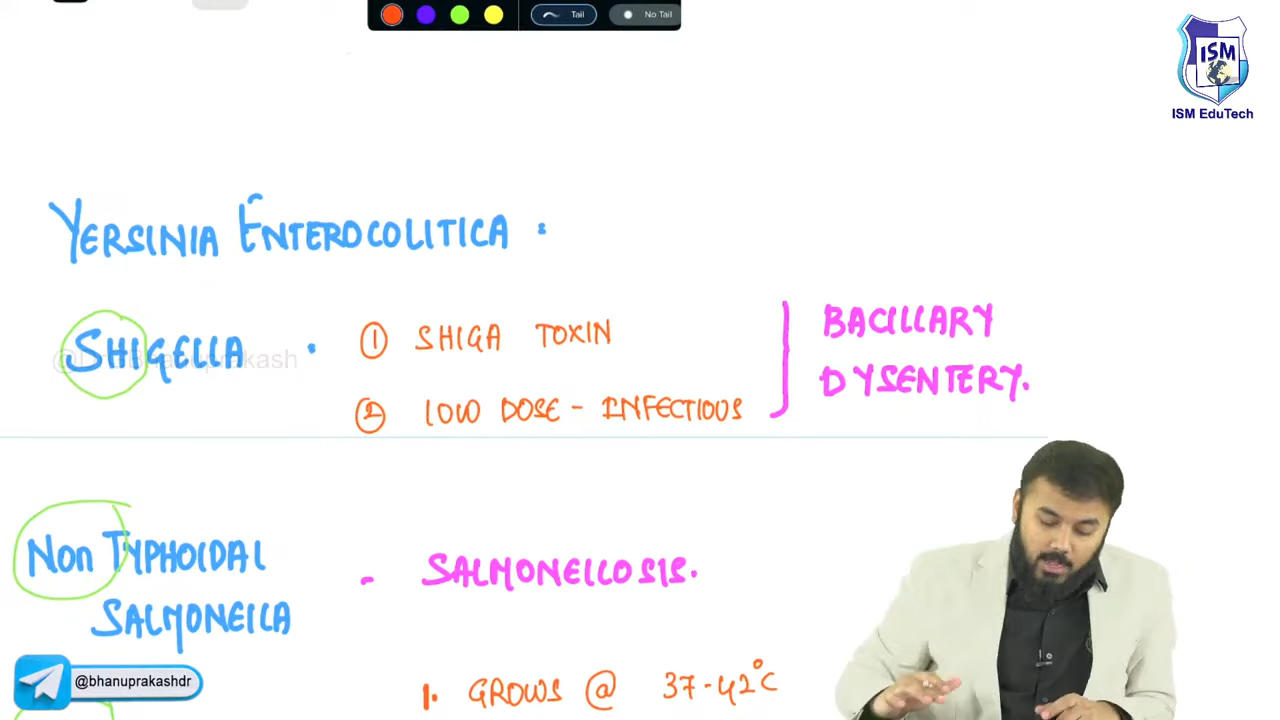 Tail
No Tail
ISM
ISM EduTech
YERSINIA ENTEROCOLITICA :
SHIGELLA . ① SHIGA TOXIN
② LOW DOSE - INFECTIOUS
BACILLARY
DYSENTERY.
Non TYPHOIDAL
SALMONELLA
- SALMONELLOSIS.
1. GROWS @ 37-42°C
@bhanuprakashdr